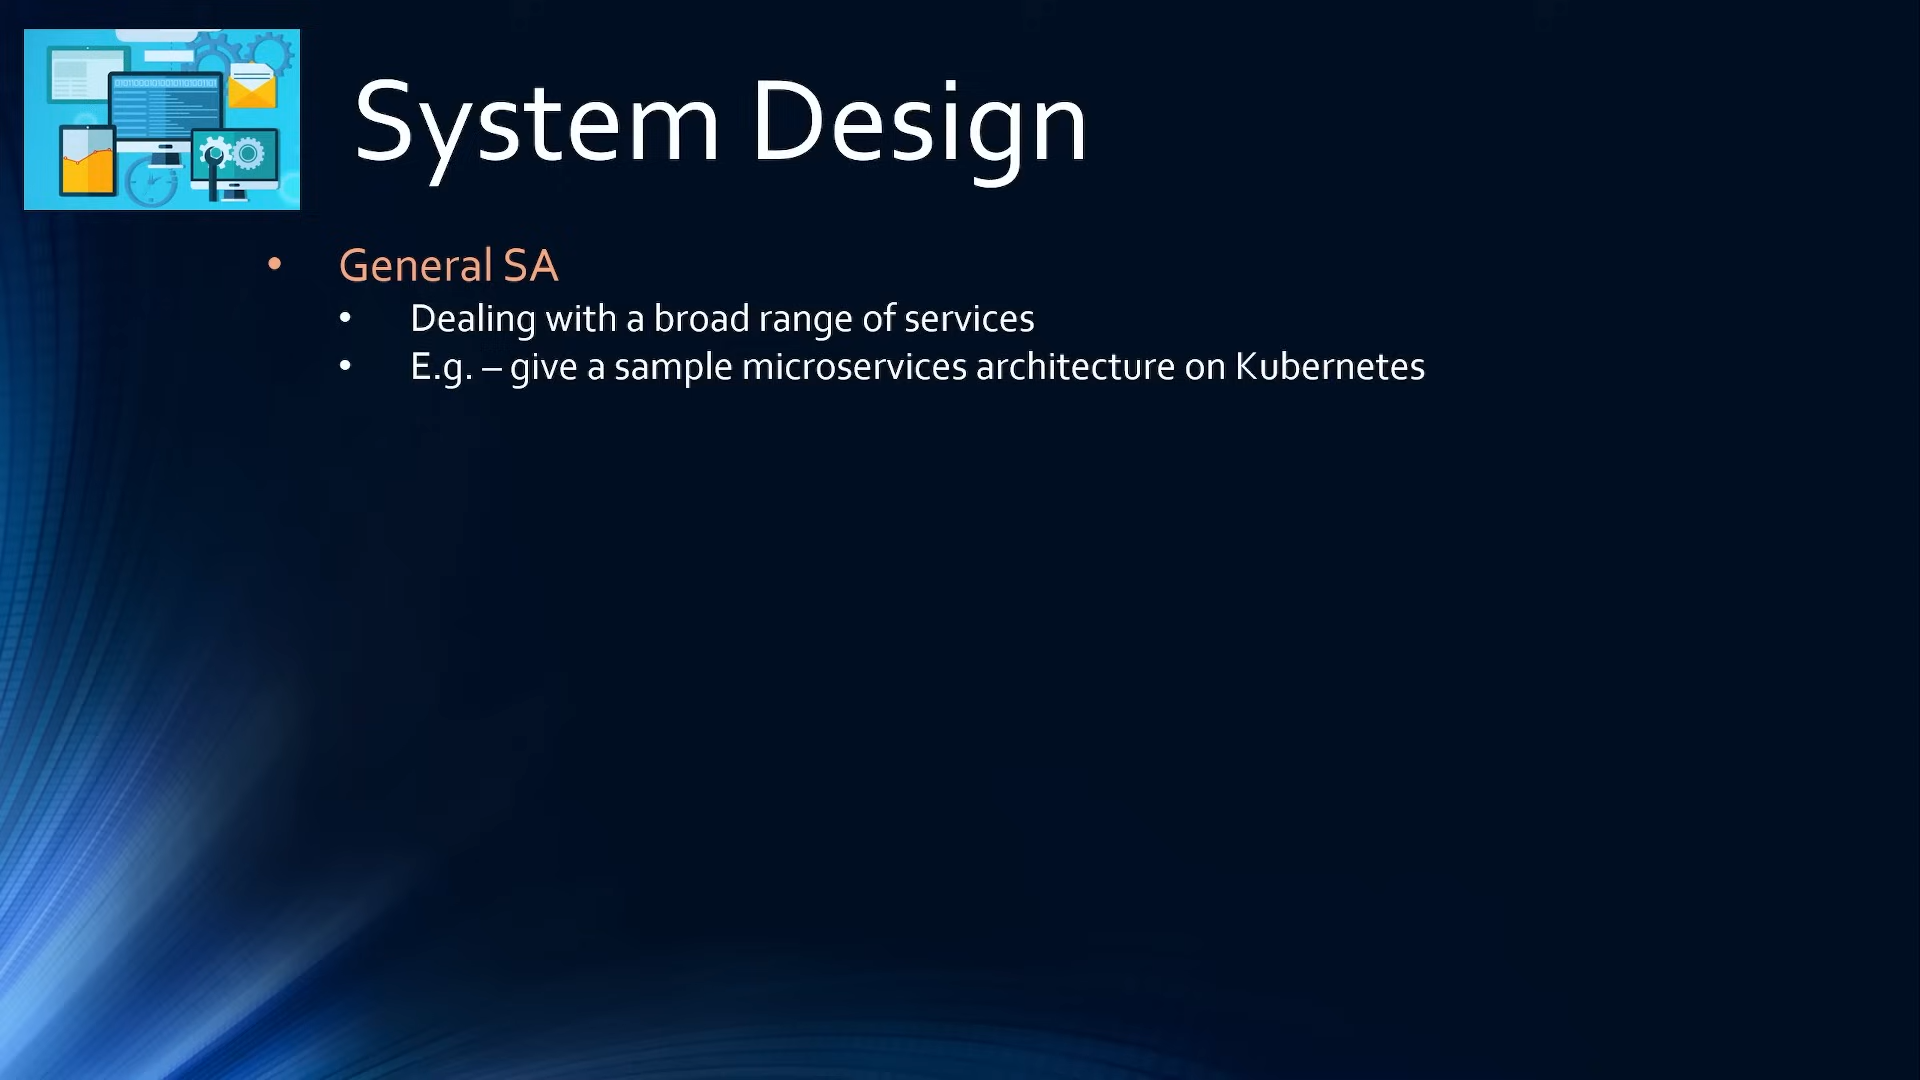 System Design
• General SA
• Dealing with a broad range of services
• E.g. – give a sample microservices architecture on Kubernetes